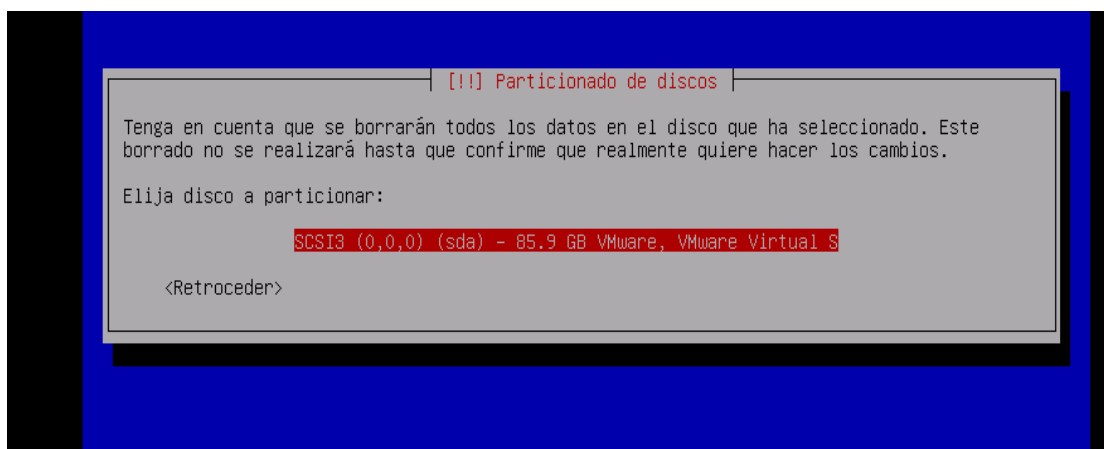 [!!] Particionado de discos
Tenga en cuenta que se borrarán todos los datos en el disco que ha seleccionado. Este
borrado no se realizará hasta que confirme que realmente quiere hacer los cambios.
Elija disco a particionar:
SCSI3 (0,0,0) (sda) - 85.9 GB VMware, VMware Virtual S
<Retroceder>